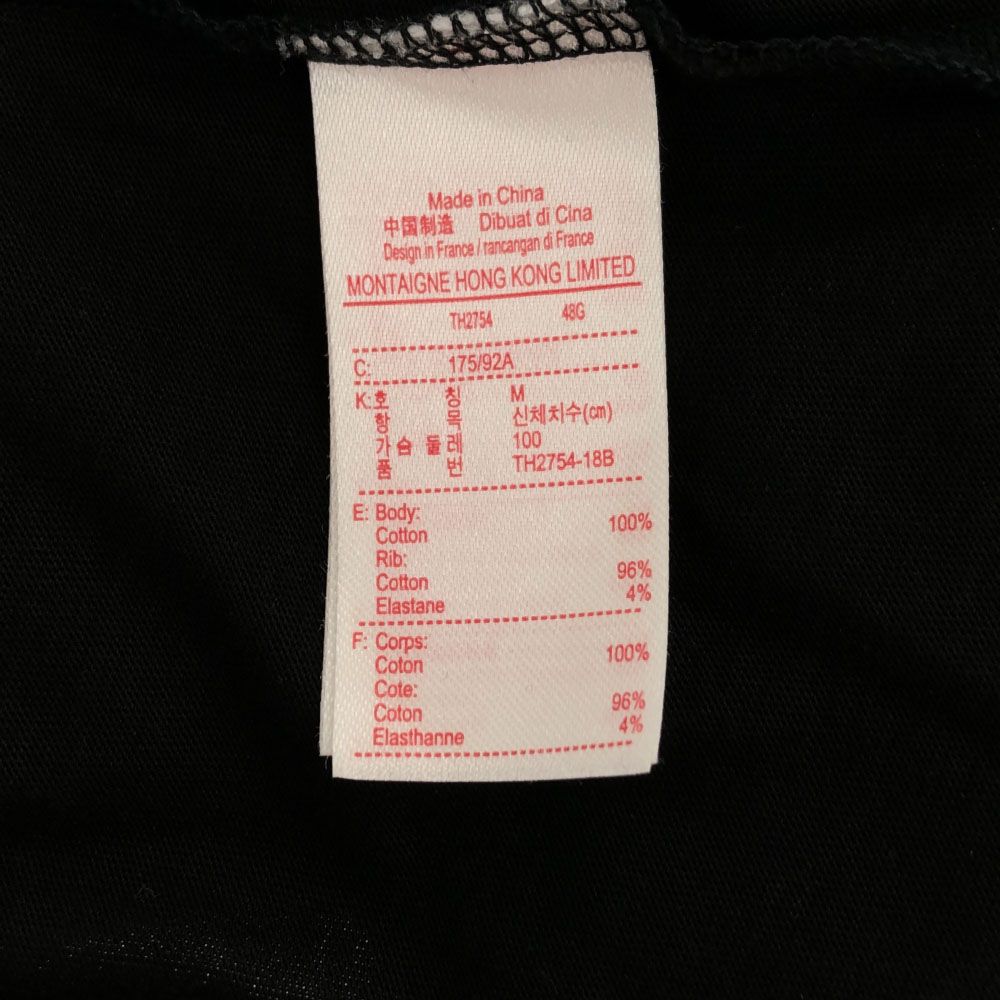 Made in China
中国制造 Dibuat di Cina
Design in France / rancangan di France
MONTAIGNE HONG KONG LIMITED
TH2754 48G
C: 175/92A
K: 호 칭 M
항 목 신체치수(cm)
가슴둘레 100
품 번 TH2754-18B
E: Body:
Cotton 100%
Rib:
Cotton 96%
Elastane 4%
F: Corps:
Coton 100%
Cote:
Coton 96%
Elasthanne 4%